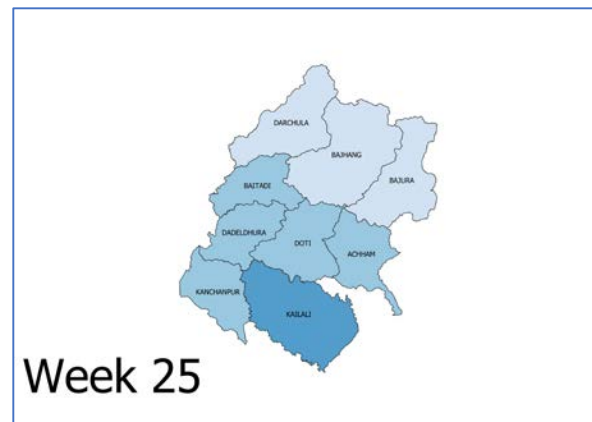 DARCHULA
BAJHANG
BAJURA
BAITADI
DADELDHURA
DOTI
ACHHAM
KANCHANPUR
KAILALI
Week 25